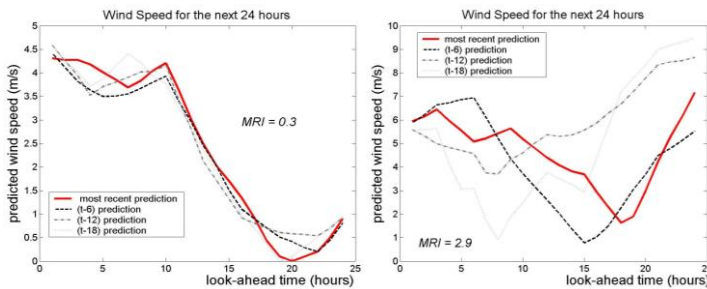 Wind Speed for the next 24 hours
5
4.5
4
3.5
3
2.5
2
1.5
1
0.5
0
predicted wind speed (m/s)
MRI = 0.3
most recent prediction
(t-6) prediction
(t-12) prediction
(t-18) prediction
0 5 10 15 20 25
look-ahead time (hours)
Wind Speed for the next 24 hours
10
9
8
7
6
5
4
3
2
1
0
predicted wind speed (m/s)
most recent prediction
(t-6) prediction
(t-12) prediction
(t-18) prediction
MRI = 2.9
0 5 10 15 20 25
look-ahead time (hours)